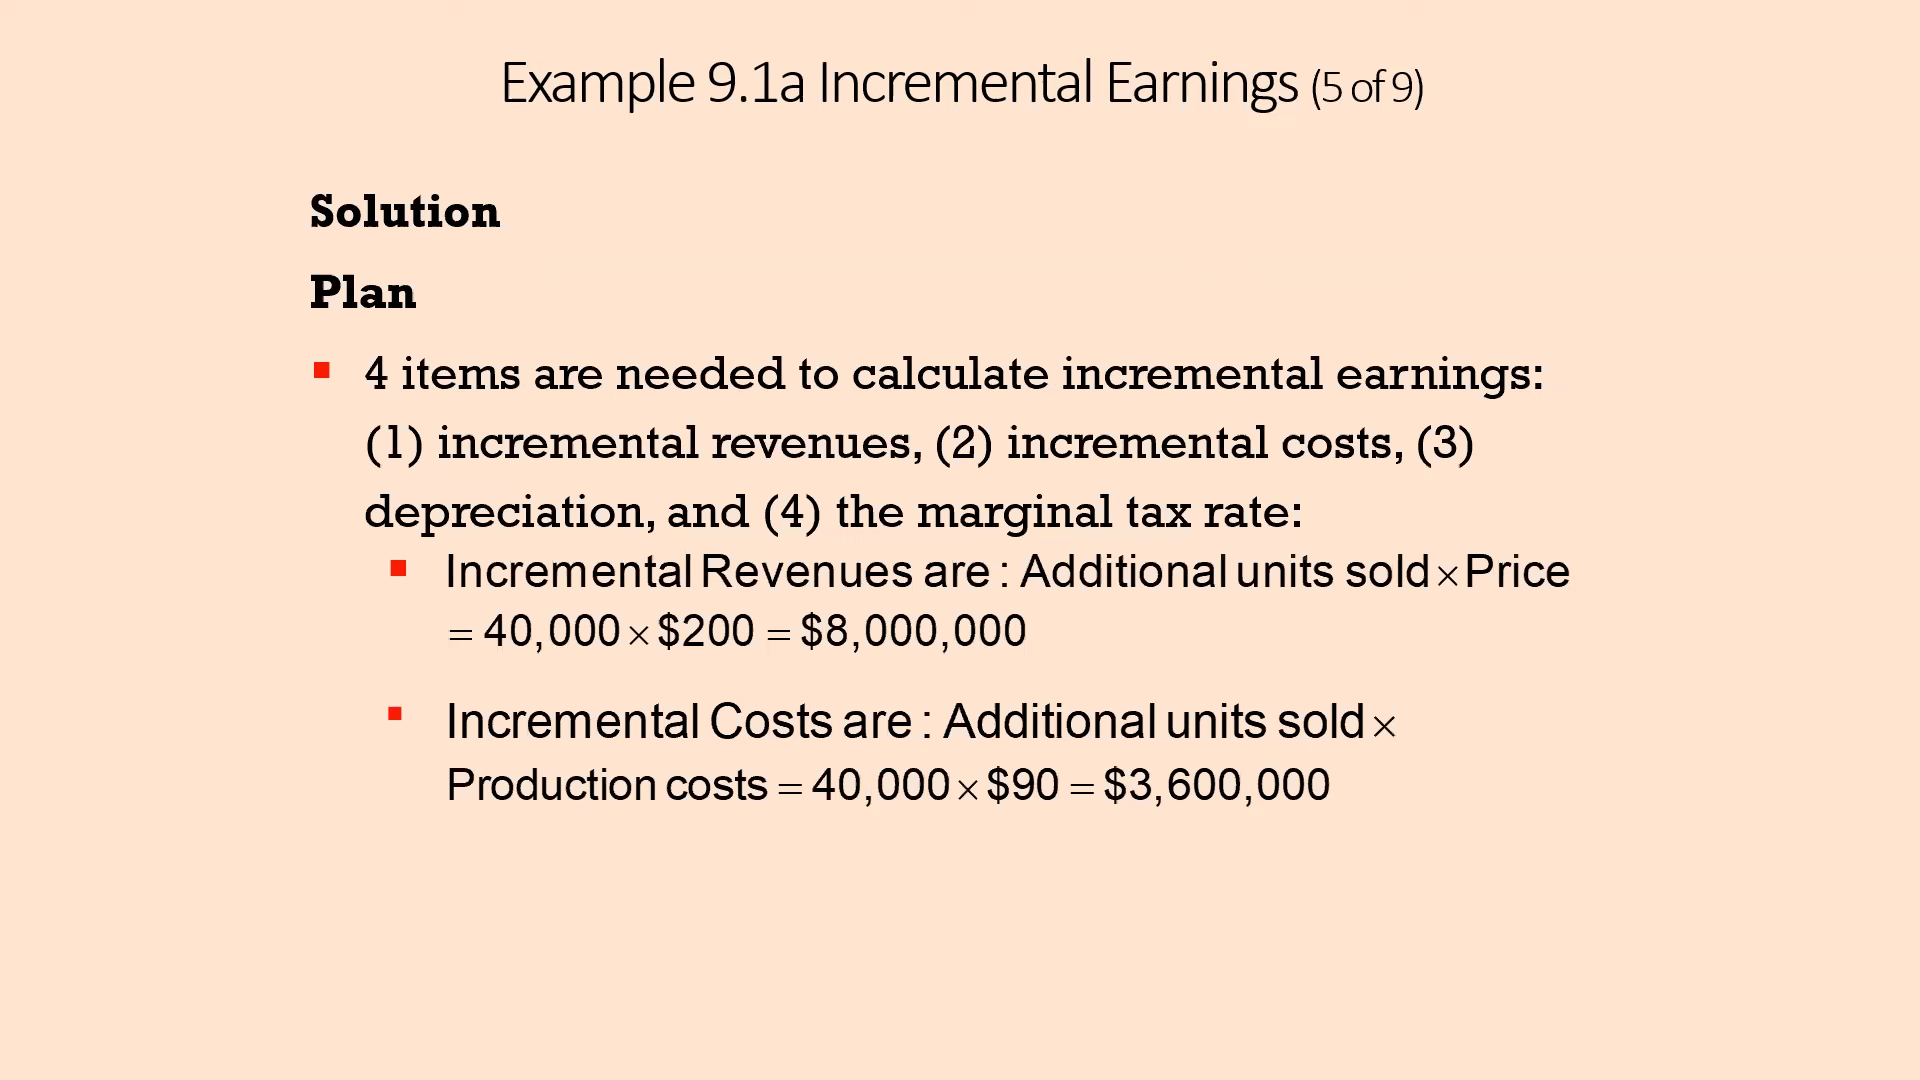 Example 9.1a Incremental Earnings (5 of 9)
Solution
Plan
4 items are needed to calculate incremental earnings:
(1) incremental revenues, (2) incremental costs, (3)
depreciation, and (4) the marginal tax rate:
Incremental Revenues are : Additional units sold × Price
= 40,000 × $200 = $8,000,000
Incremental Costs are : Additional units sold ×
Production costs = 40,000 × $90 = $3,600,000